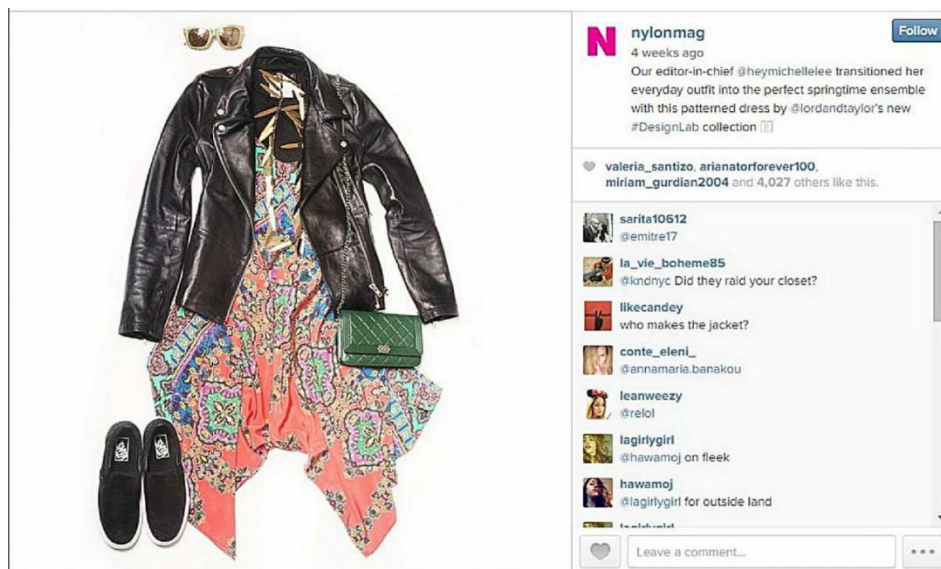 N
nylonmag
Follow
4 weeks ago
Our editor-in-chief @heymichellelee transitioned her
everyday outfit into the perfect springtime ensemble
with this patterned dress by @lordandtaylor's new
#DesignLab collection
valeria_santizo, arianatorforever100,
miriam_gurdian2004 and 4,027 others like this.
sarita10612
@emitre17
la_vie_boheme85
@kndnyc Did they raid your closet?
likecandey
who makes the jacket?
conte_eleni_
@annamaria.banakou
leanweezy
@relol
lagirlygirl
@hawamoj on fleek
hawamoj
@lagirlygirl for outside land
Leave a comment...